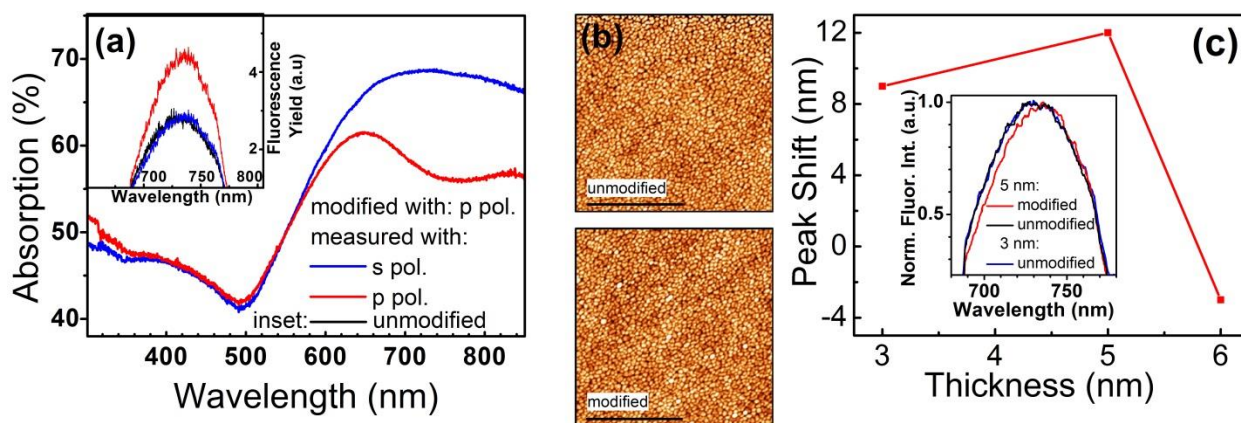 (a)
Absorption (%)
70
60
50
40
400
500
600
700
800
Wavelength (nm)
4
2
Fluorescence
Yield (a.u)
700
750
800
Wavelength (nm)
modified with: p pol.
measured with:
s pol.
p pol.
inset: unmodified
(b)
unmodified
modified
(c)
Peak Shift (nm)
12
8
4
0
-4
3
4
5
6
Thickness (nm)
Norm. Fluor. Int. (a.u.)
1.0
0.5
5 nm:
modified
unmodified
3 nm:
unmodified
700
750
Wavelength (nm)